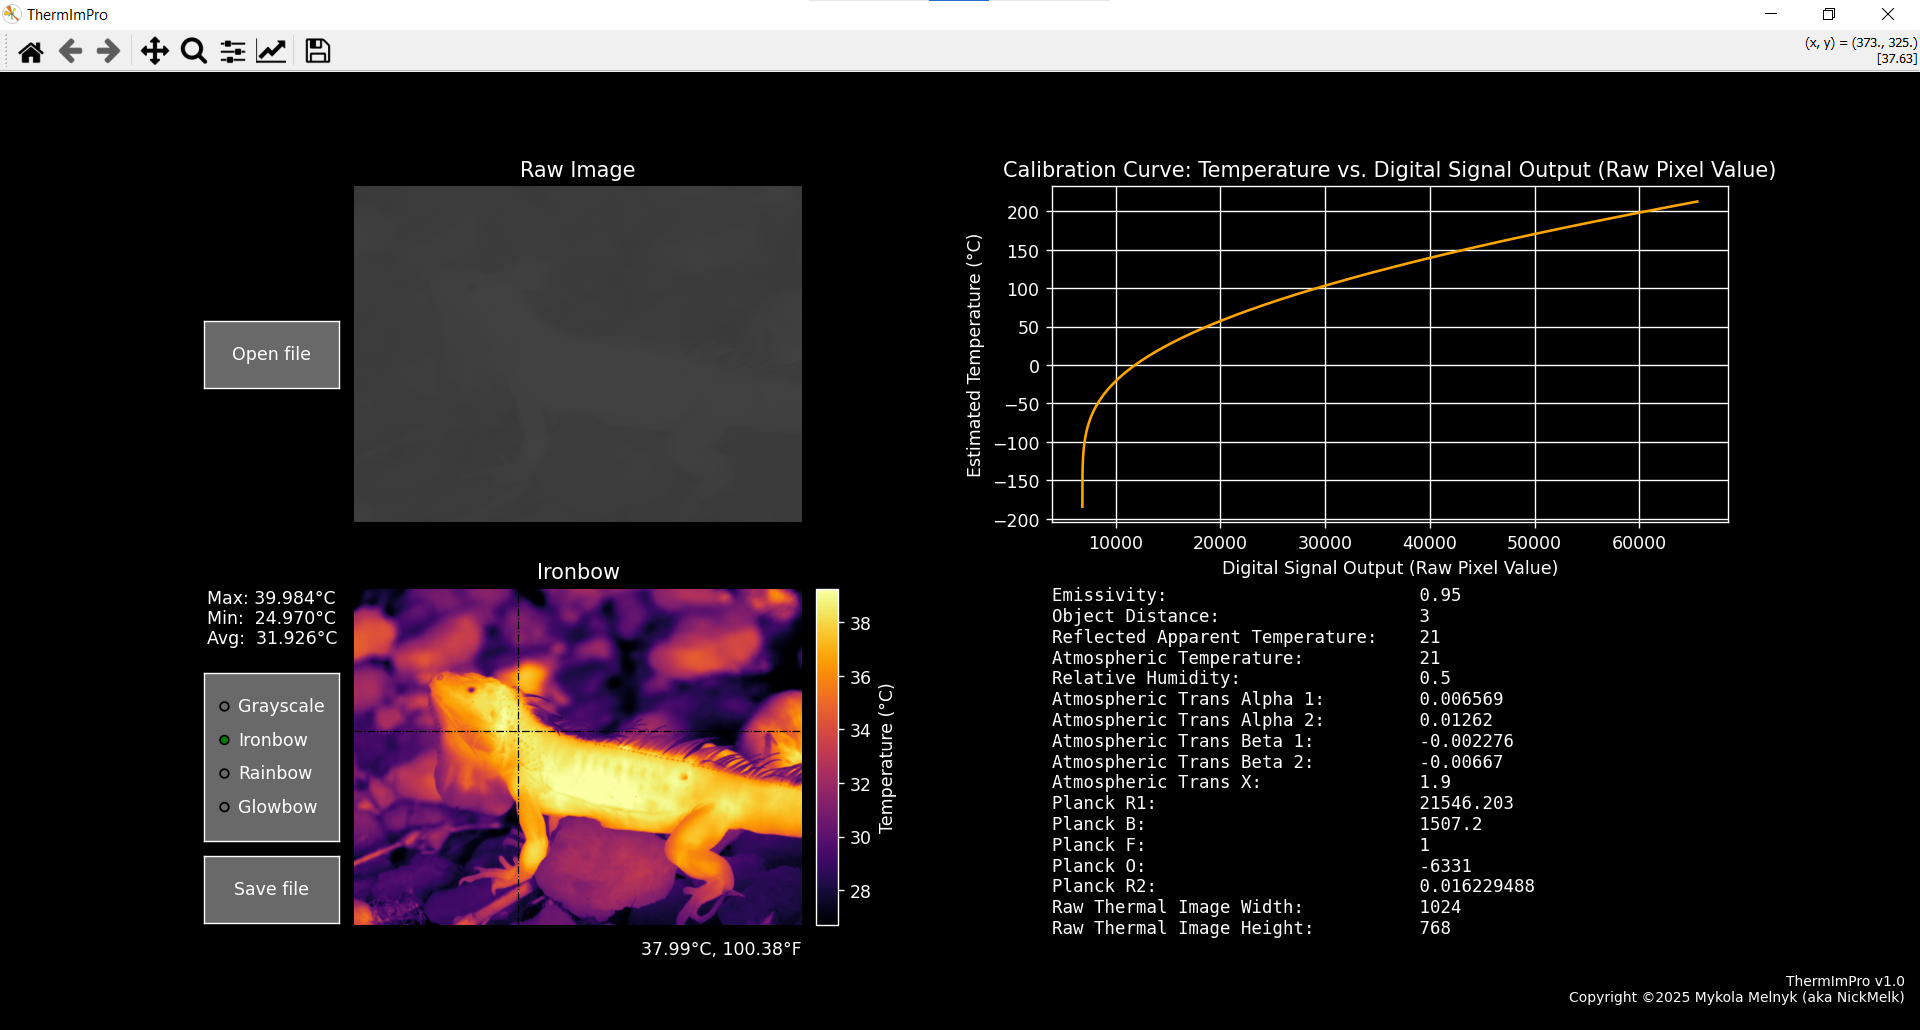 ThermImPro
(x, y) = (373., 325.)
[37.63]
Raw Image
Open file
Calibration Curve: Temperature vs. Digital Signal Output (Raw Pixel Value)
Estimated Temperature (°C)
200
150
100
50
0
−50
−100
−150
−200
10000 20000 30000 40000 50000 60000
Digital Signal Output (Raw Pixel Value)
Ironbow
Max: 39.984°C
Min: 24.970°C
Avg: 31.926°C
Grayscale
Ironbow
Rainbow
Glowbow
Save file
38
36
34
32
30
28
Temperature (°C)
37.99°C, 100.38°F
Emissivity: 0.95
Object Distance: 3
Reflected Apparent Temperature: 21
Atmospheric Temperature: 21
Relative Humidity: 0.5
Atmospheric Trans Alpha 1: 0.006569
Atmospheric Trans Alpha 2: 0.01262
Atmospheric Trans Beta 1: -0.002276
Atmospheric Trans Beta 2: -0.00667
Atmospheric Trans X: 1.9
Planck R1: 21546.203
Planck B: 1507.2
Planck F: 1
Planck O: -6331
Planck R2: 0.016229488
Raw Thermal Image Width: 1024
Raw Thermal Image Height: 768
ThermImPro v1.0
Copyright ©2025 Mykola Melnyk (aka NickMelk)